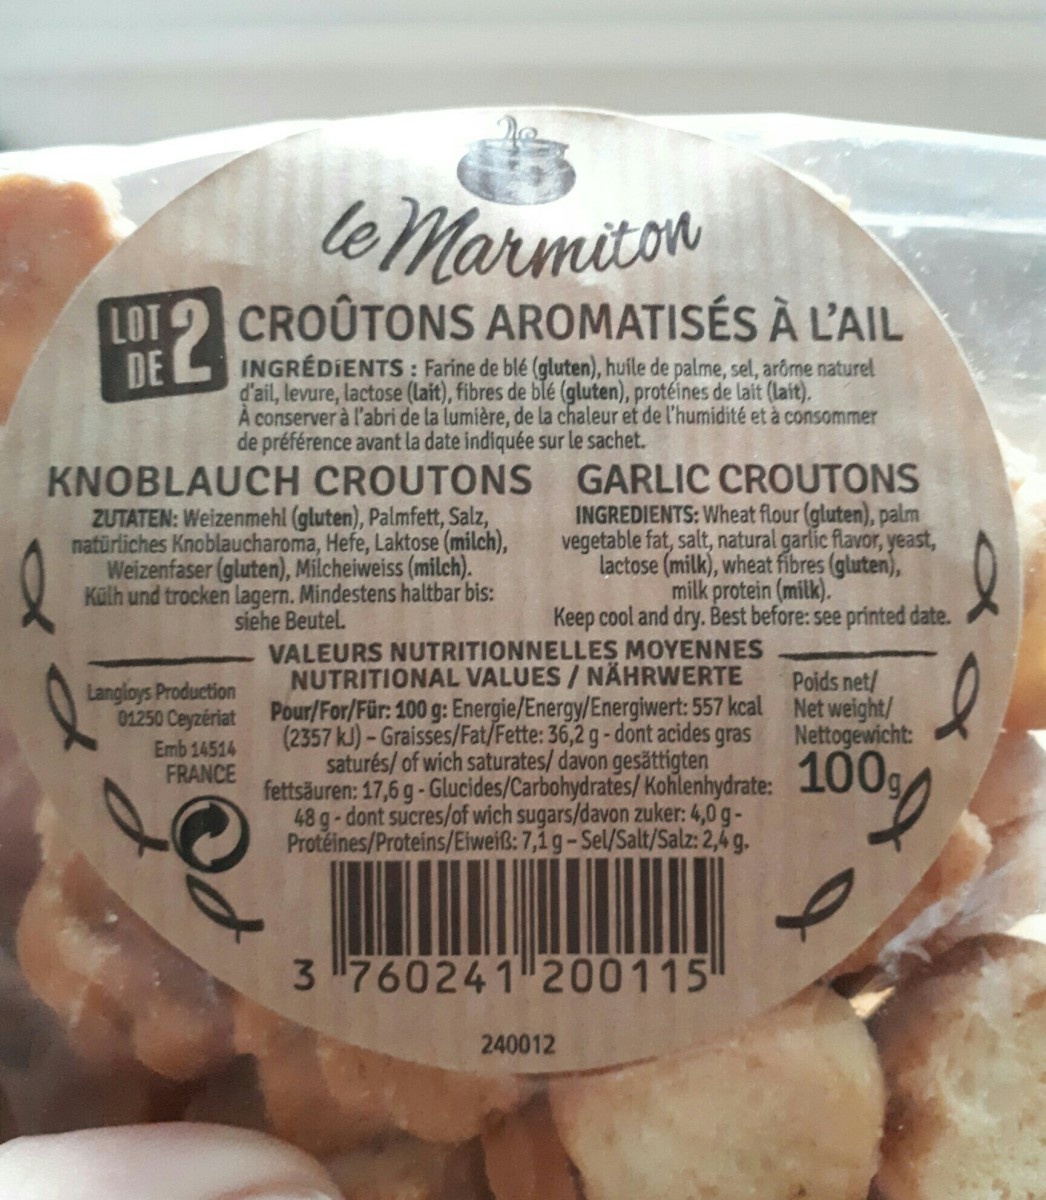 le Marmiton
LOT DE 2
CROÛTONS AROMATISÉS À L'AIL
INGRÉDiENTS : Farine de blé (gluten), huile de palme, sel, arôme naturel
d'ail, levure, lactose (lait), fibres de blé (gluten), protéines de lait (lait).
À conserver à l'abri de la lumière, de la chaleur et de l'humidité et à consommer
de préférence avant la date indiquée sur le sachet.
KNOBLAUCH CROUTONS
ZUTATEN: Weizenmehl (gluten), Palmfett, Salz,
natürliches Knoblaucharoma, Hefe, Laktose (milch),
Weizenfaser (gluten), Milcheiweiss (milch).
Külh und trocken lagern. Mindestens haltbar bis:
siehe Beutel.
GARLIC CROUTONS
INGREDIENTS: Wheat flour (gluten), palm
vegetable fat, salt, natural garlic flavor, yeast,
lactose (milk), wheat fibres (gluten),
milk protein (milk).
Keep cool and dry. Best before: see printed date.
Langloys Production
01250 Ceyzériat
Emb 14514
FRANCE
VALEURS NUTRITIONNELLES MOYENNES
NUTRITIONAL VALUES / NÄHRWERTE
Pour/For/Für: 100 g: Energie/Energy/Energiwert: 557 kcal
(2357 kJ) – Graisses/Fat/Fette: 36,2 g - dont acides gras
saturés/ of wich saturates/ davon gesättigten
fettsäuren: 17,6 g - Glucides/Carbohydrates/ Kohlenhydrate:
48 g - dont sucres/of wich sugars/davon zuker: 4,0 g -
Protéines/Proteins/Eiweiß: 7,1 g – Sel/Salt/Salz: 2,4 g.
Poids net/
Net weight/
Nettogewicht:
100g
3 760241 200115
240012